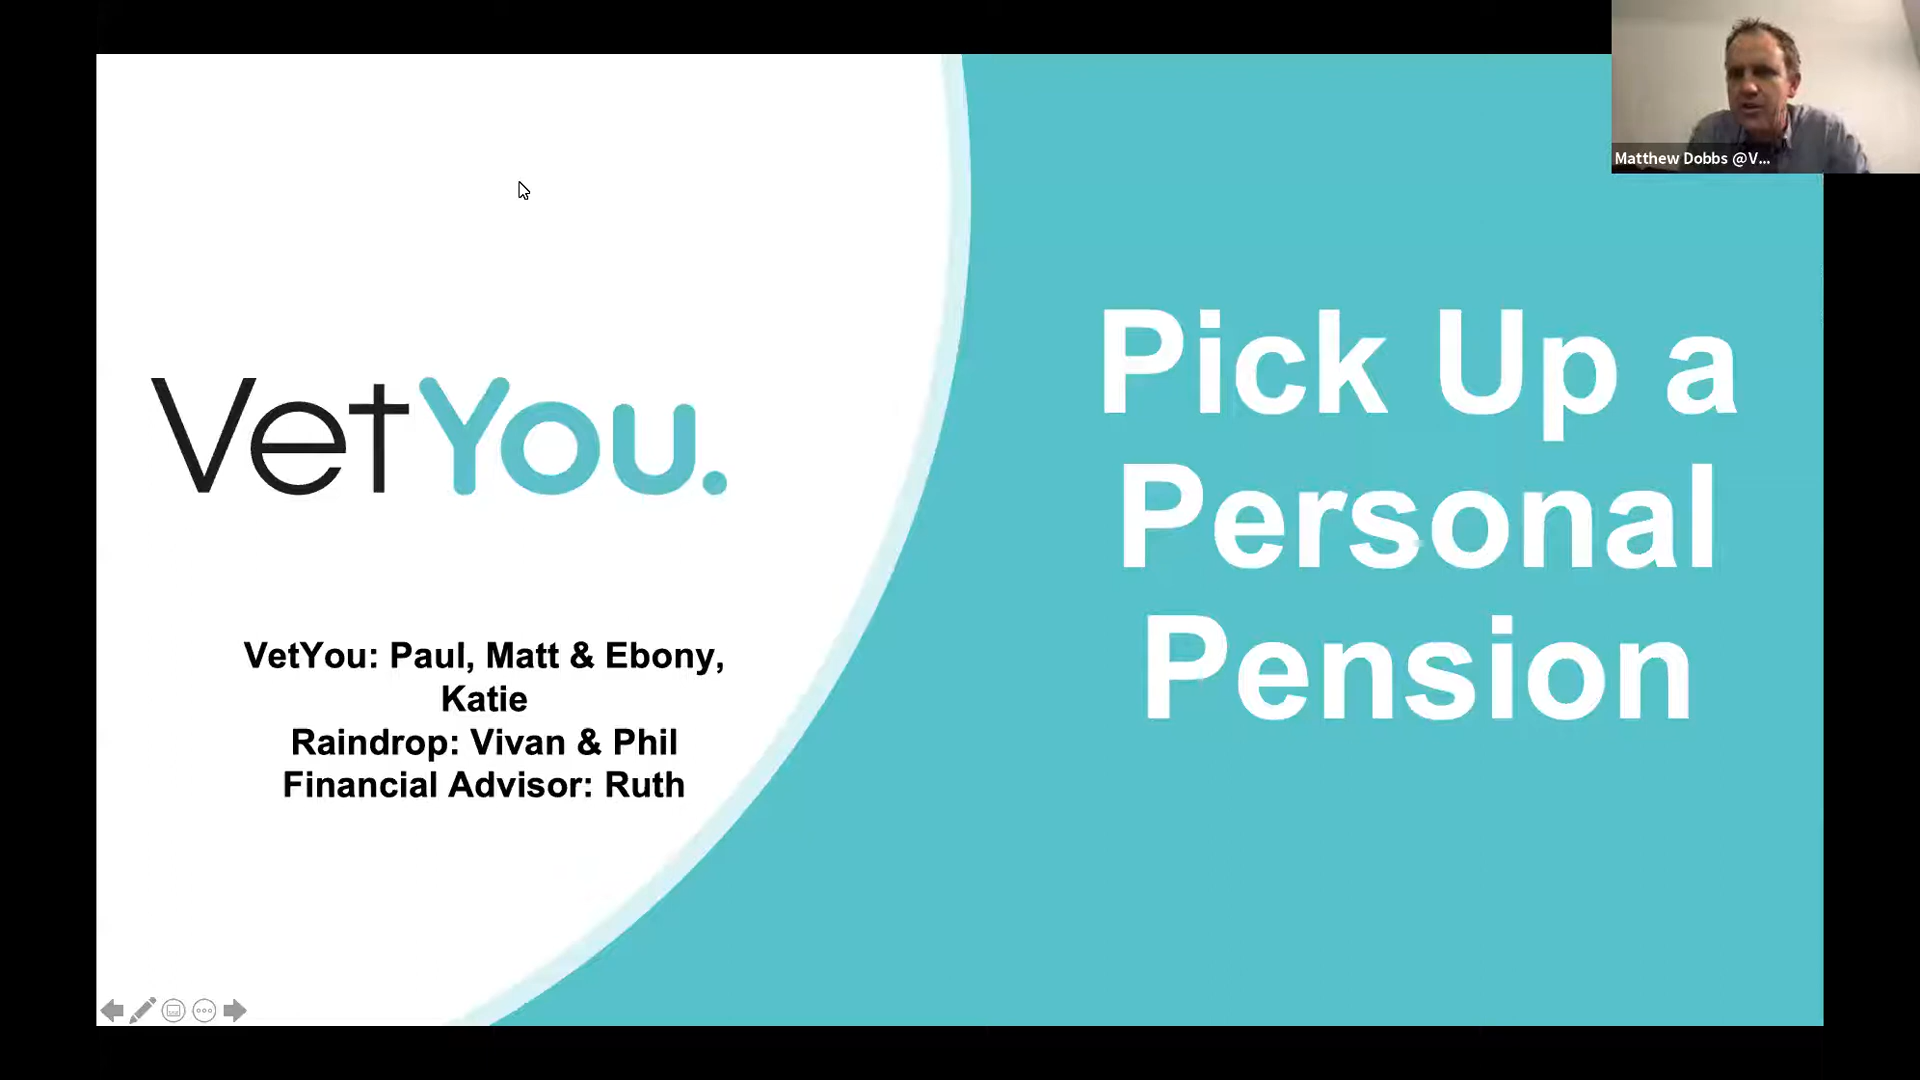 Matthew Dobbs @V...
Pick Up a
Personal
Pension
VetYou.
VetYou: Paul, Matt & Ebony,
Katie
Raindrop: Vivan & Phil
Financial Advisor: Ruth